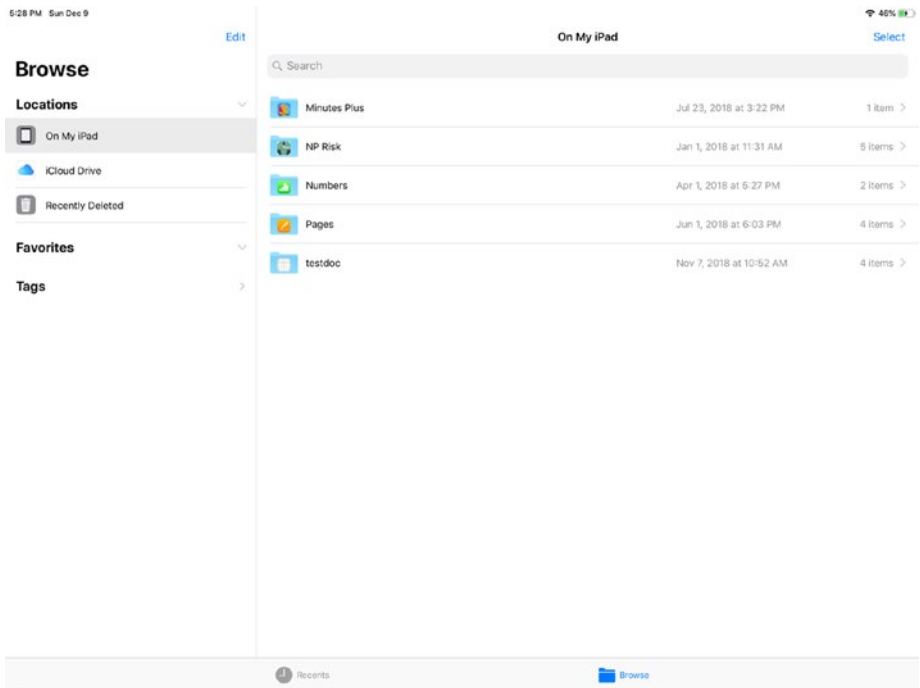 5:28 PM Sun Dec 9
46%
Edit
On My iPad
Select
Browse
Search
Locations
On My iPad
iCloud Drive
Recently Deleted
Favorites
Tags
Minutes Plus Jul 23, 2018 at 3:22 PM 1 item
NP Risk Jan 1, 2018 at 11:31 AM 5 items
Numbers Apr 1, 2018 at 5:27 PM 2 items
Pages Jun 1, 2018 at 6:03 PM 4 items
testdoc Nov 7, 2018 at 10:52 AM 4 items
Recents
Browse